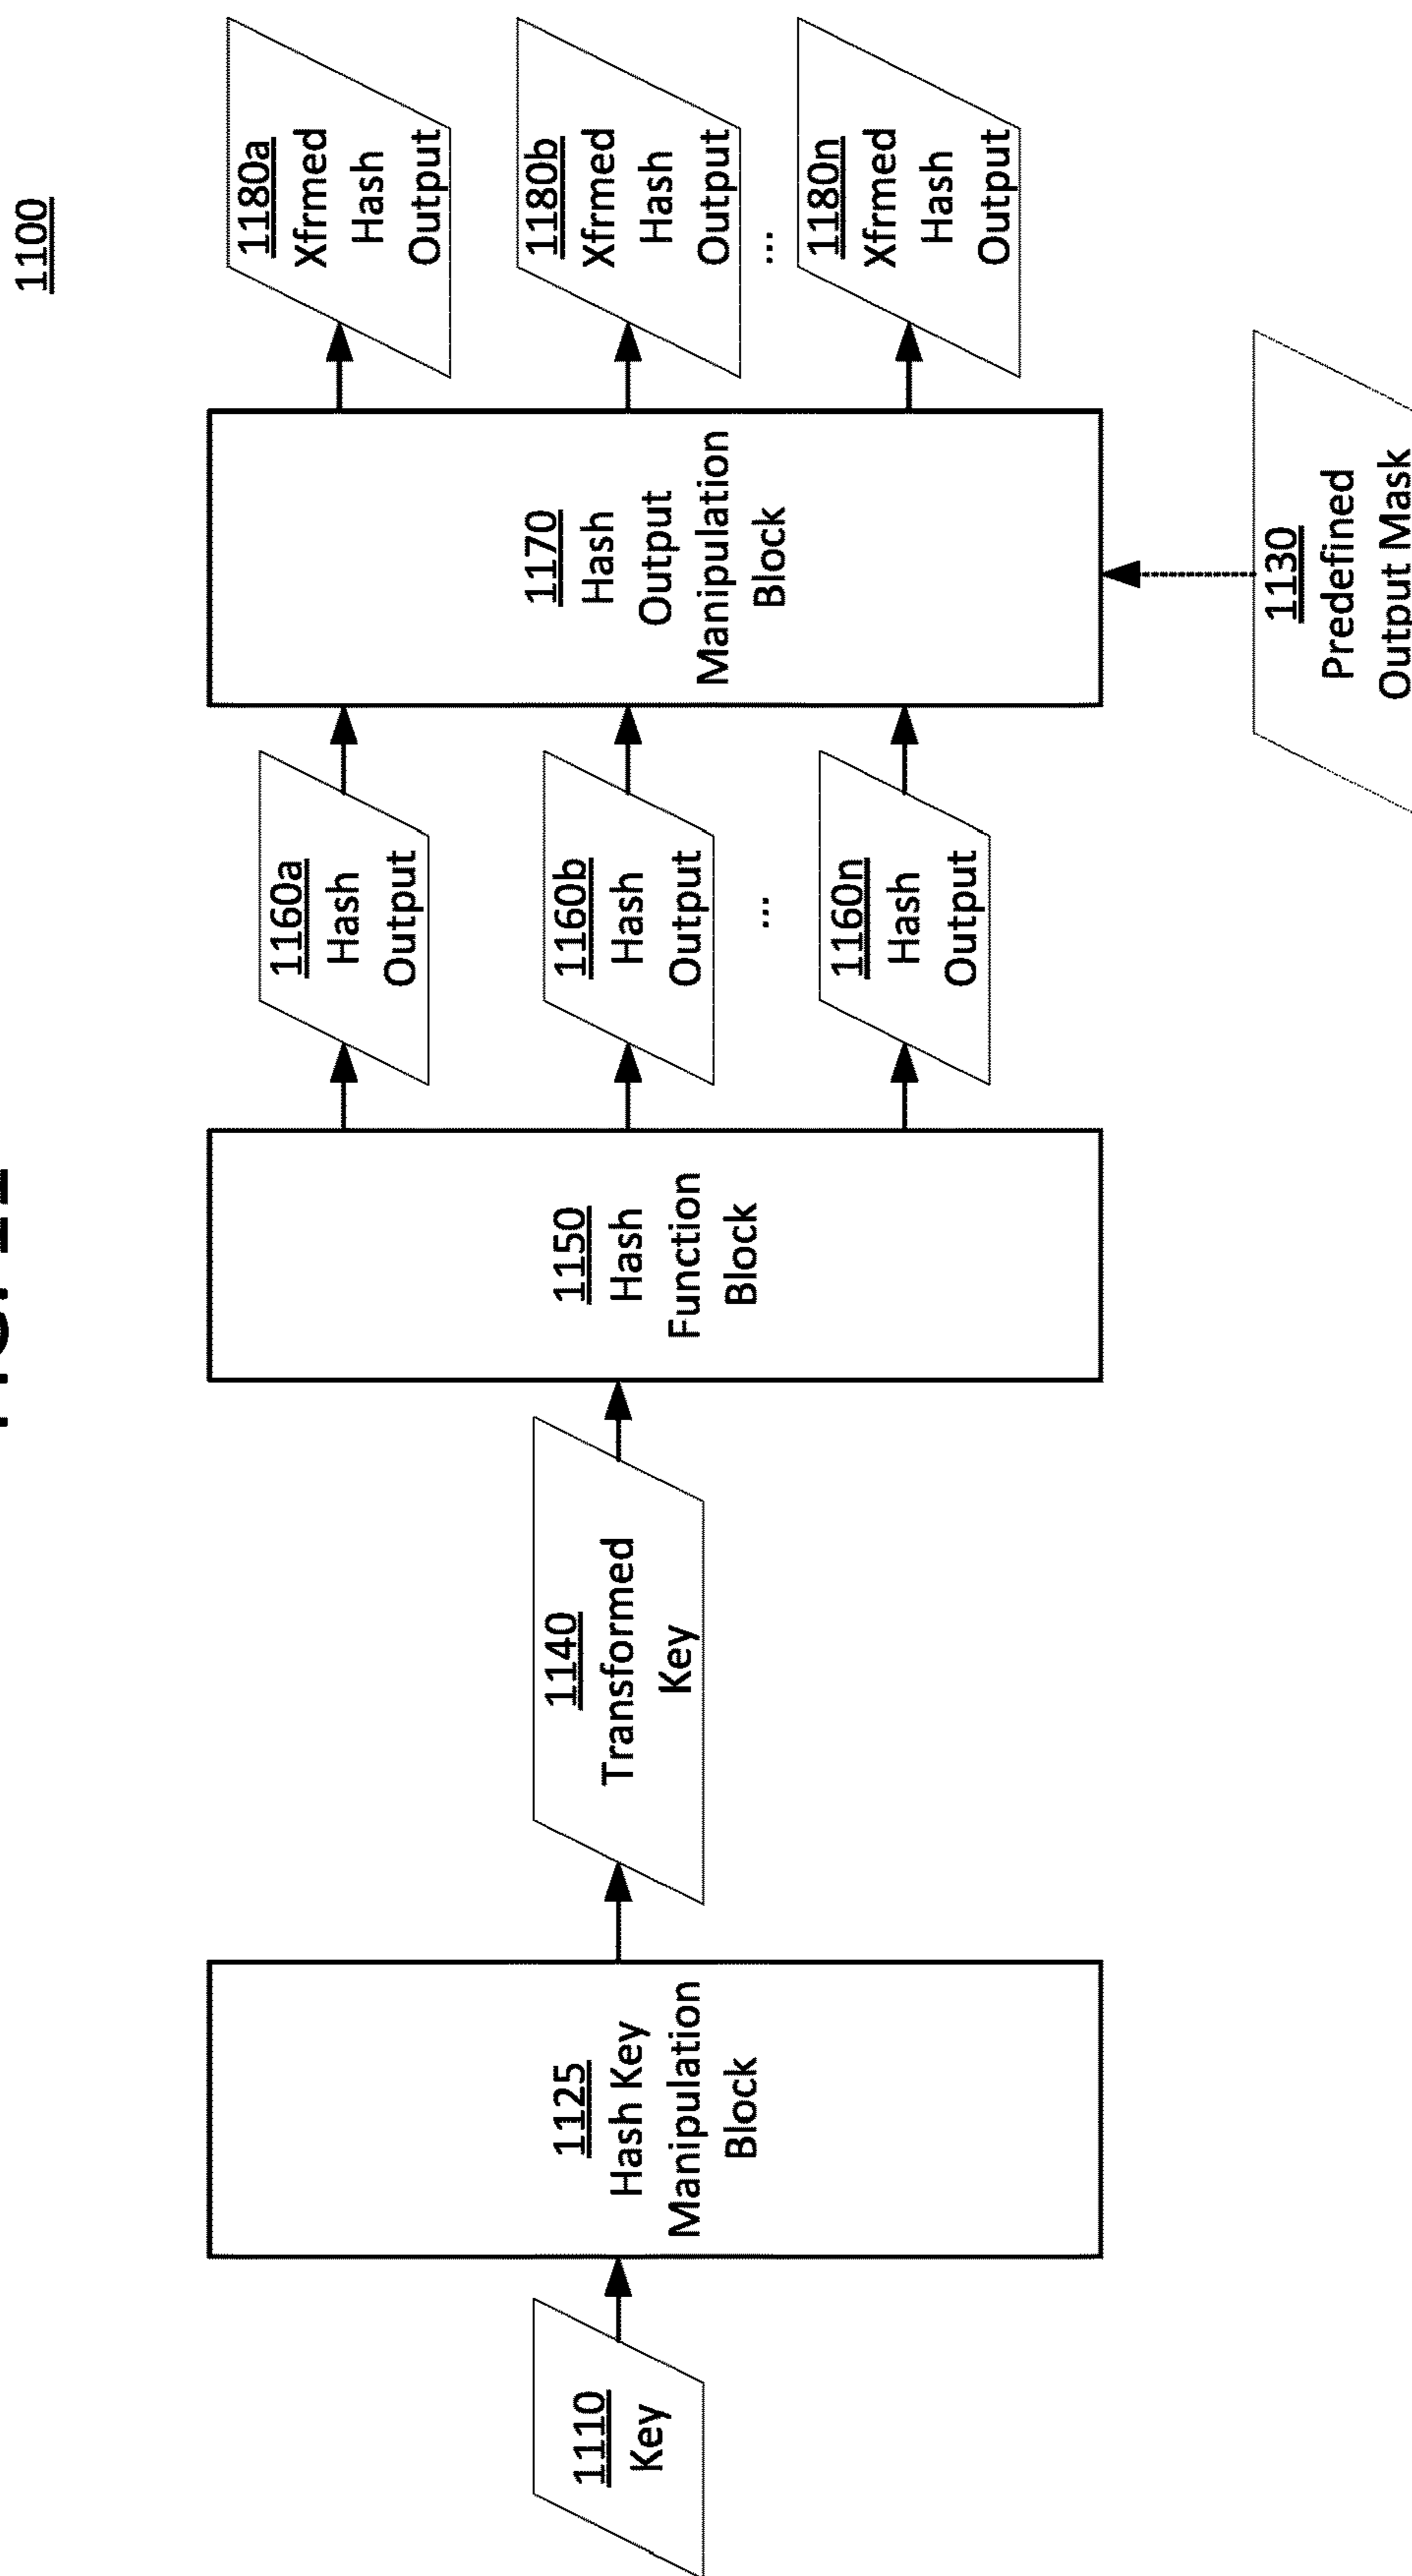 1100
1110
Key
1125
Hash Key
Manipulation
Block
1140
Transformed
Key
1150
Hash
Function
Block
1160a
Hash
Output
1160b
Hash
Output
...
1160n
Hash
Output
1170
Hash
Output
Manipulation
Block
1180a
Xfrmed
Hash
Output
1180b
Xfrmed
Hash
Output
...
1180n
Xfrmed
Hash
Output
1130
Predefined
Output Mask